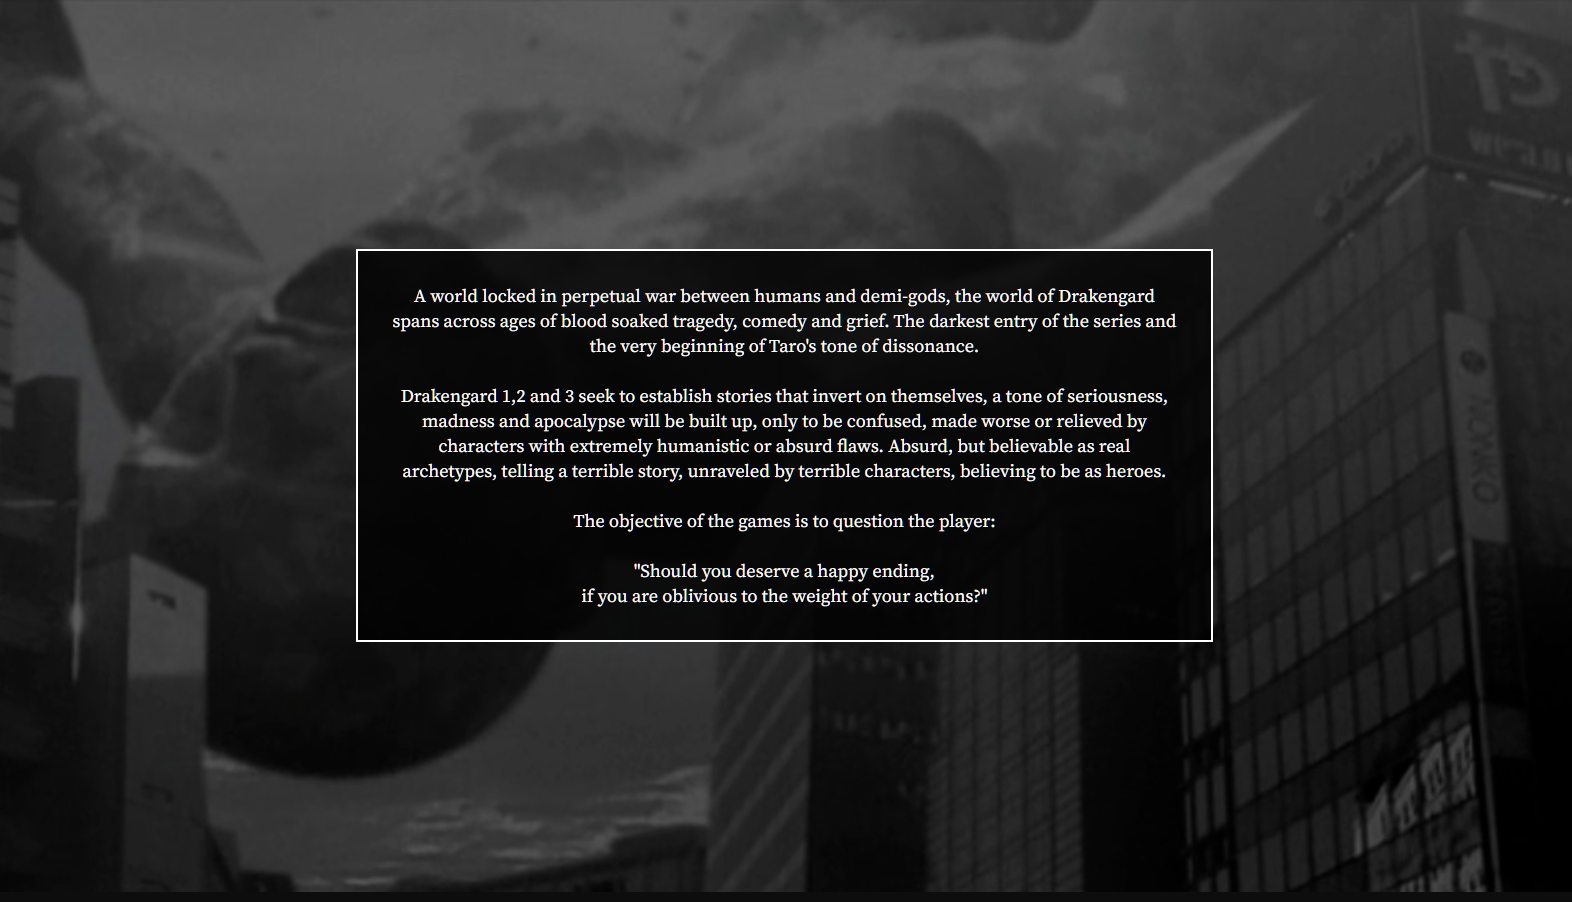 A world locked in perpetual war between humans and demi-gods, the world of Drakengard
spans across ages of blood soaked tragedy, comedy and grief. The darkest entry of the series and
the very beginning of Taro's tone of dissonance.
Drakengard 1,2 and 3 seek to establish stories that invert on themselves, a tone of seriousness,
madness and apocalypse will be built up, only to be confused, made worse or relieved by
characters with extremely humanistic or absurd flaws. Absurd, but believable as real
archetypes, telling a terrible story, unraveled by terrible characters, believing to be as heroes.
The objective of the games is to question the player:
"Should you deserve a happy ending,
if you are oblivious to the weight of your actions?"